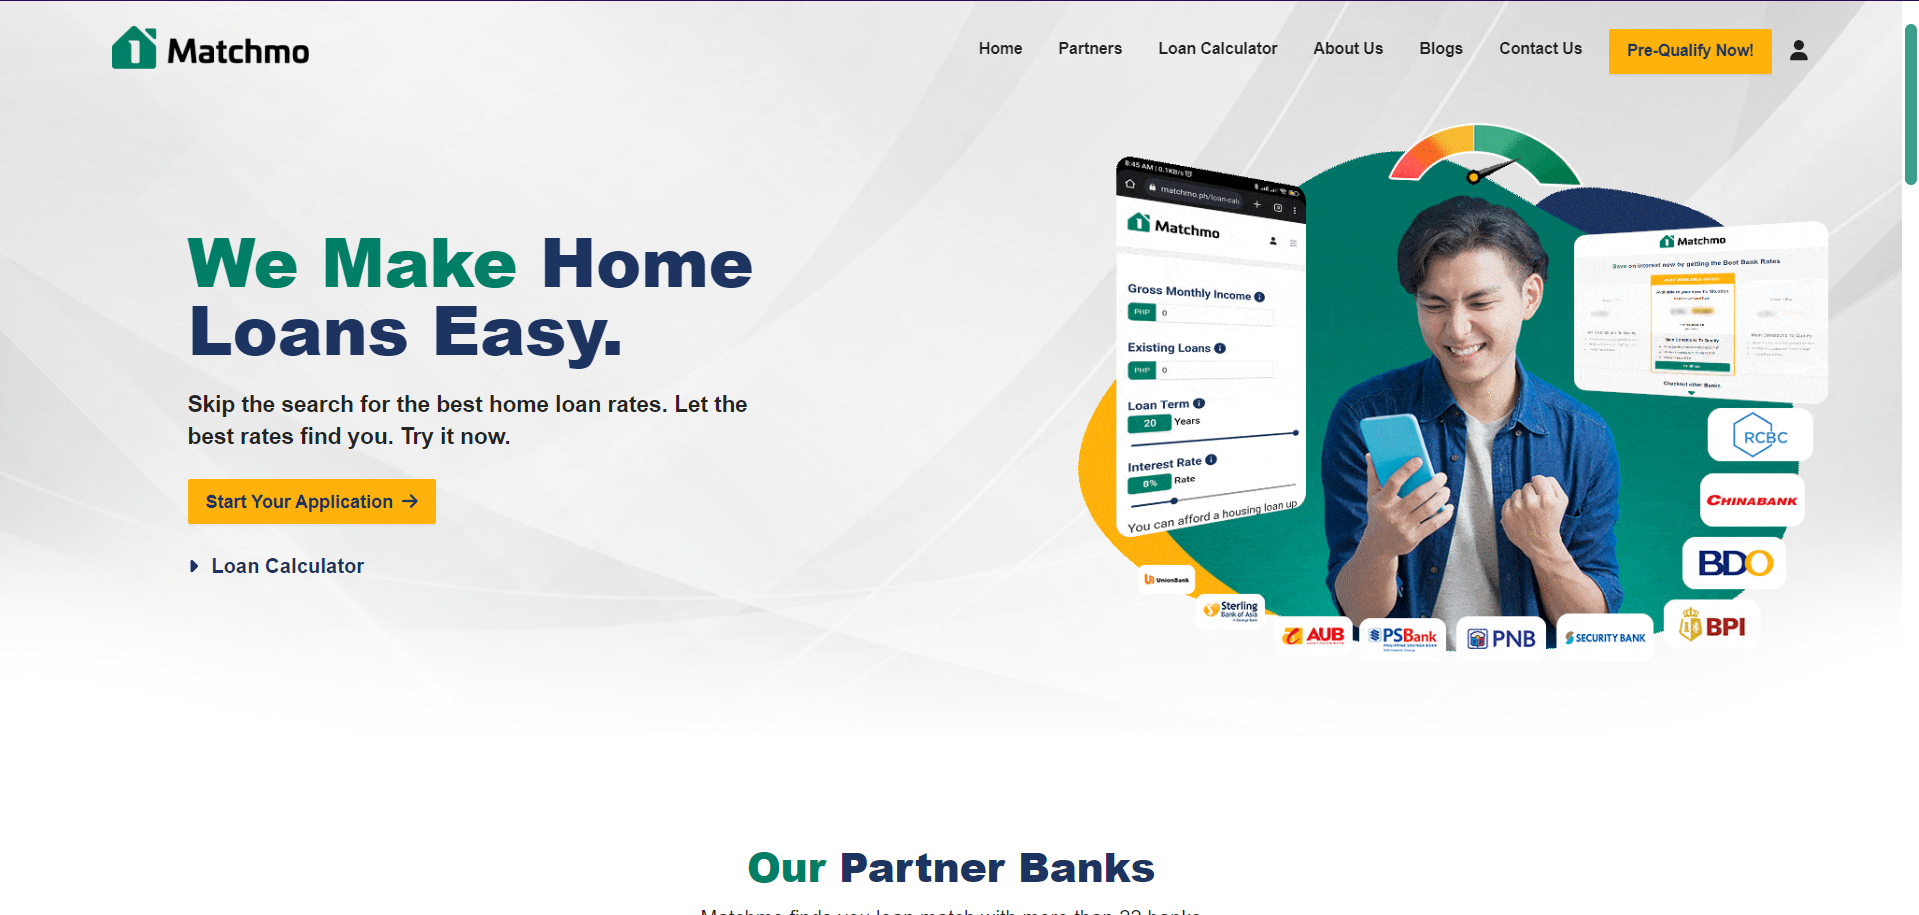 Matchmo
Home
Partners
Loan Calculator
About Us
Blogs
Contact Us
Pre-Qualify Now!
We Make Home
Loans Easy.
Skip the search for the best home loan rates. Let the
best rates find you. Try it now.
Start Your Application
Loan Calculator
8:45 AM | 0.1KB/s
matchmo.ph/loan-calc
Matchmo
Gross Monthly Income
PHP 0
Existing Loans
PHP 0
Loan Term
20 Years
Interest Rate
8% Rate
You can afford a housing loan up
Matchmo
Save on interest now by getting the Best Bank Rates
Main Conditions To Qualify
Continue
Checkout other Banks
RCBC
CHINABANK
BDO
BPI
SECURITY BANK
PNB
PSBank
AUB
Sterling
Bank of Asia
UnionBank
Our Partner Banks